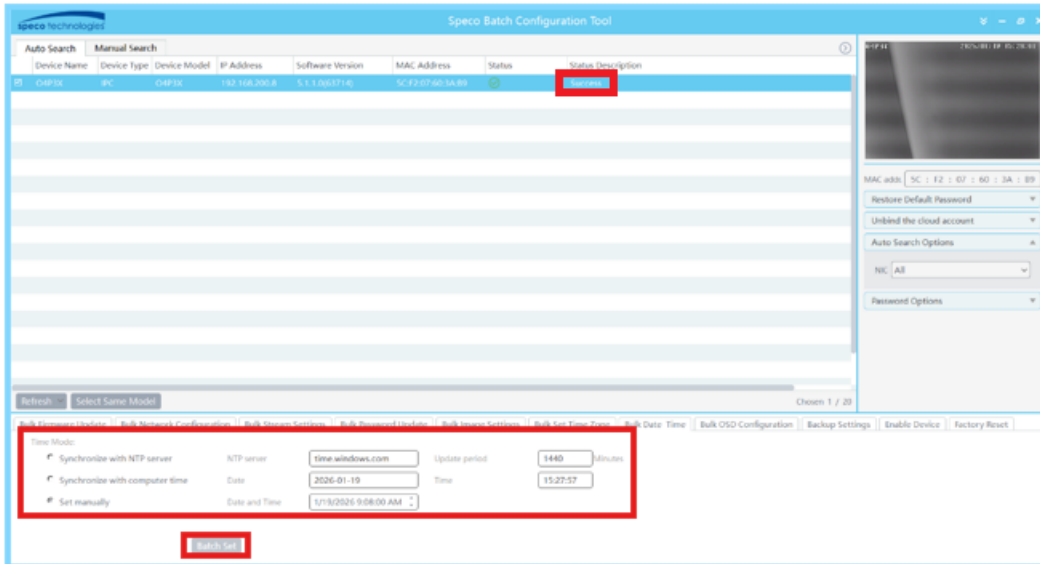 speco technologies
Speco Batch Configuration Tool
Auto Search Manual Search
Device Name Device Type Device Model IP Address Software Version MAC Address Status Status Description
O4P3X IPC O4P3X 192.168.200.8 5.1.1.0(63714) 5C:F2:07:60:3A:B9 Success
MAC addr. 5C : F2 : 07 : 60 : 3A : B9
Restore Default Password
Unbind the cloud account
Auto Search Options
NIC All
Password Options
Refresh Select Same Model Chosen 1 / 20
Bulk Firmware Update Bulk Network Configuration Bulk Stream Settings Bulk Password Update Bulk Image Settings Bulk Set Time Zone Bulk Date Time Bulk OSD Configuration Backup Settings Enable Device Factory Reset
Time Mode:
Synchronize with NTP server NTP server time.windows.com Update period 1440 Minutes
Synchronize with computer time Date 2026-01-19 Time 15:27:57
Set manually Date and Time 1/19/2026 9:08:00 AM
Batch Set